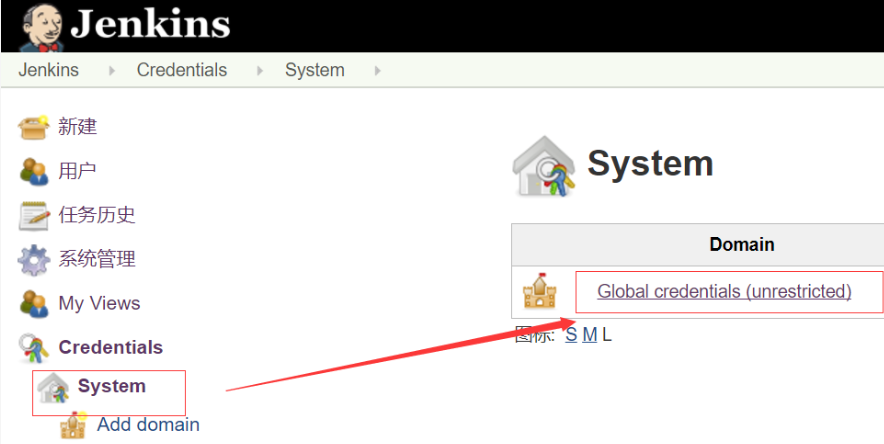 Jenkins
Jenkins Credentials System
新建
用户
任务历史
系统管理
My Views
Credentials
System
Add domain
System
Domain
Global credentials (unrestricted)
图标: S M L